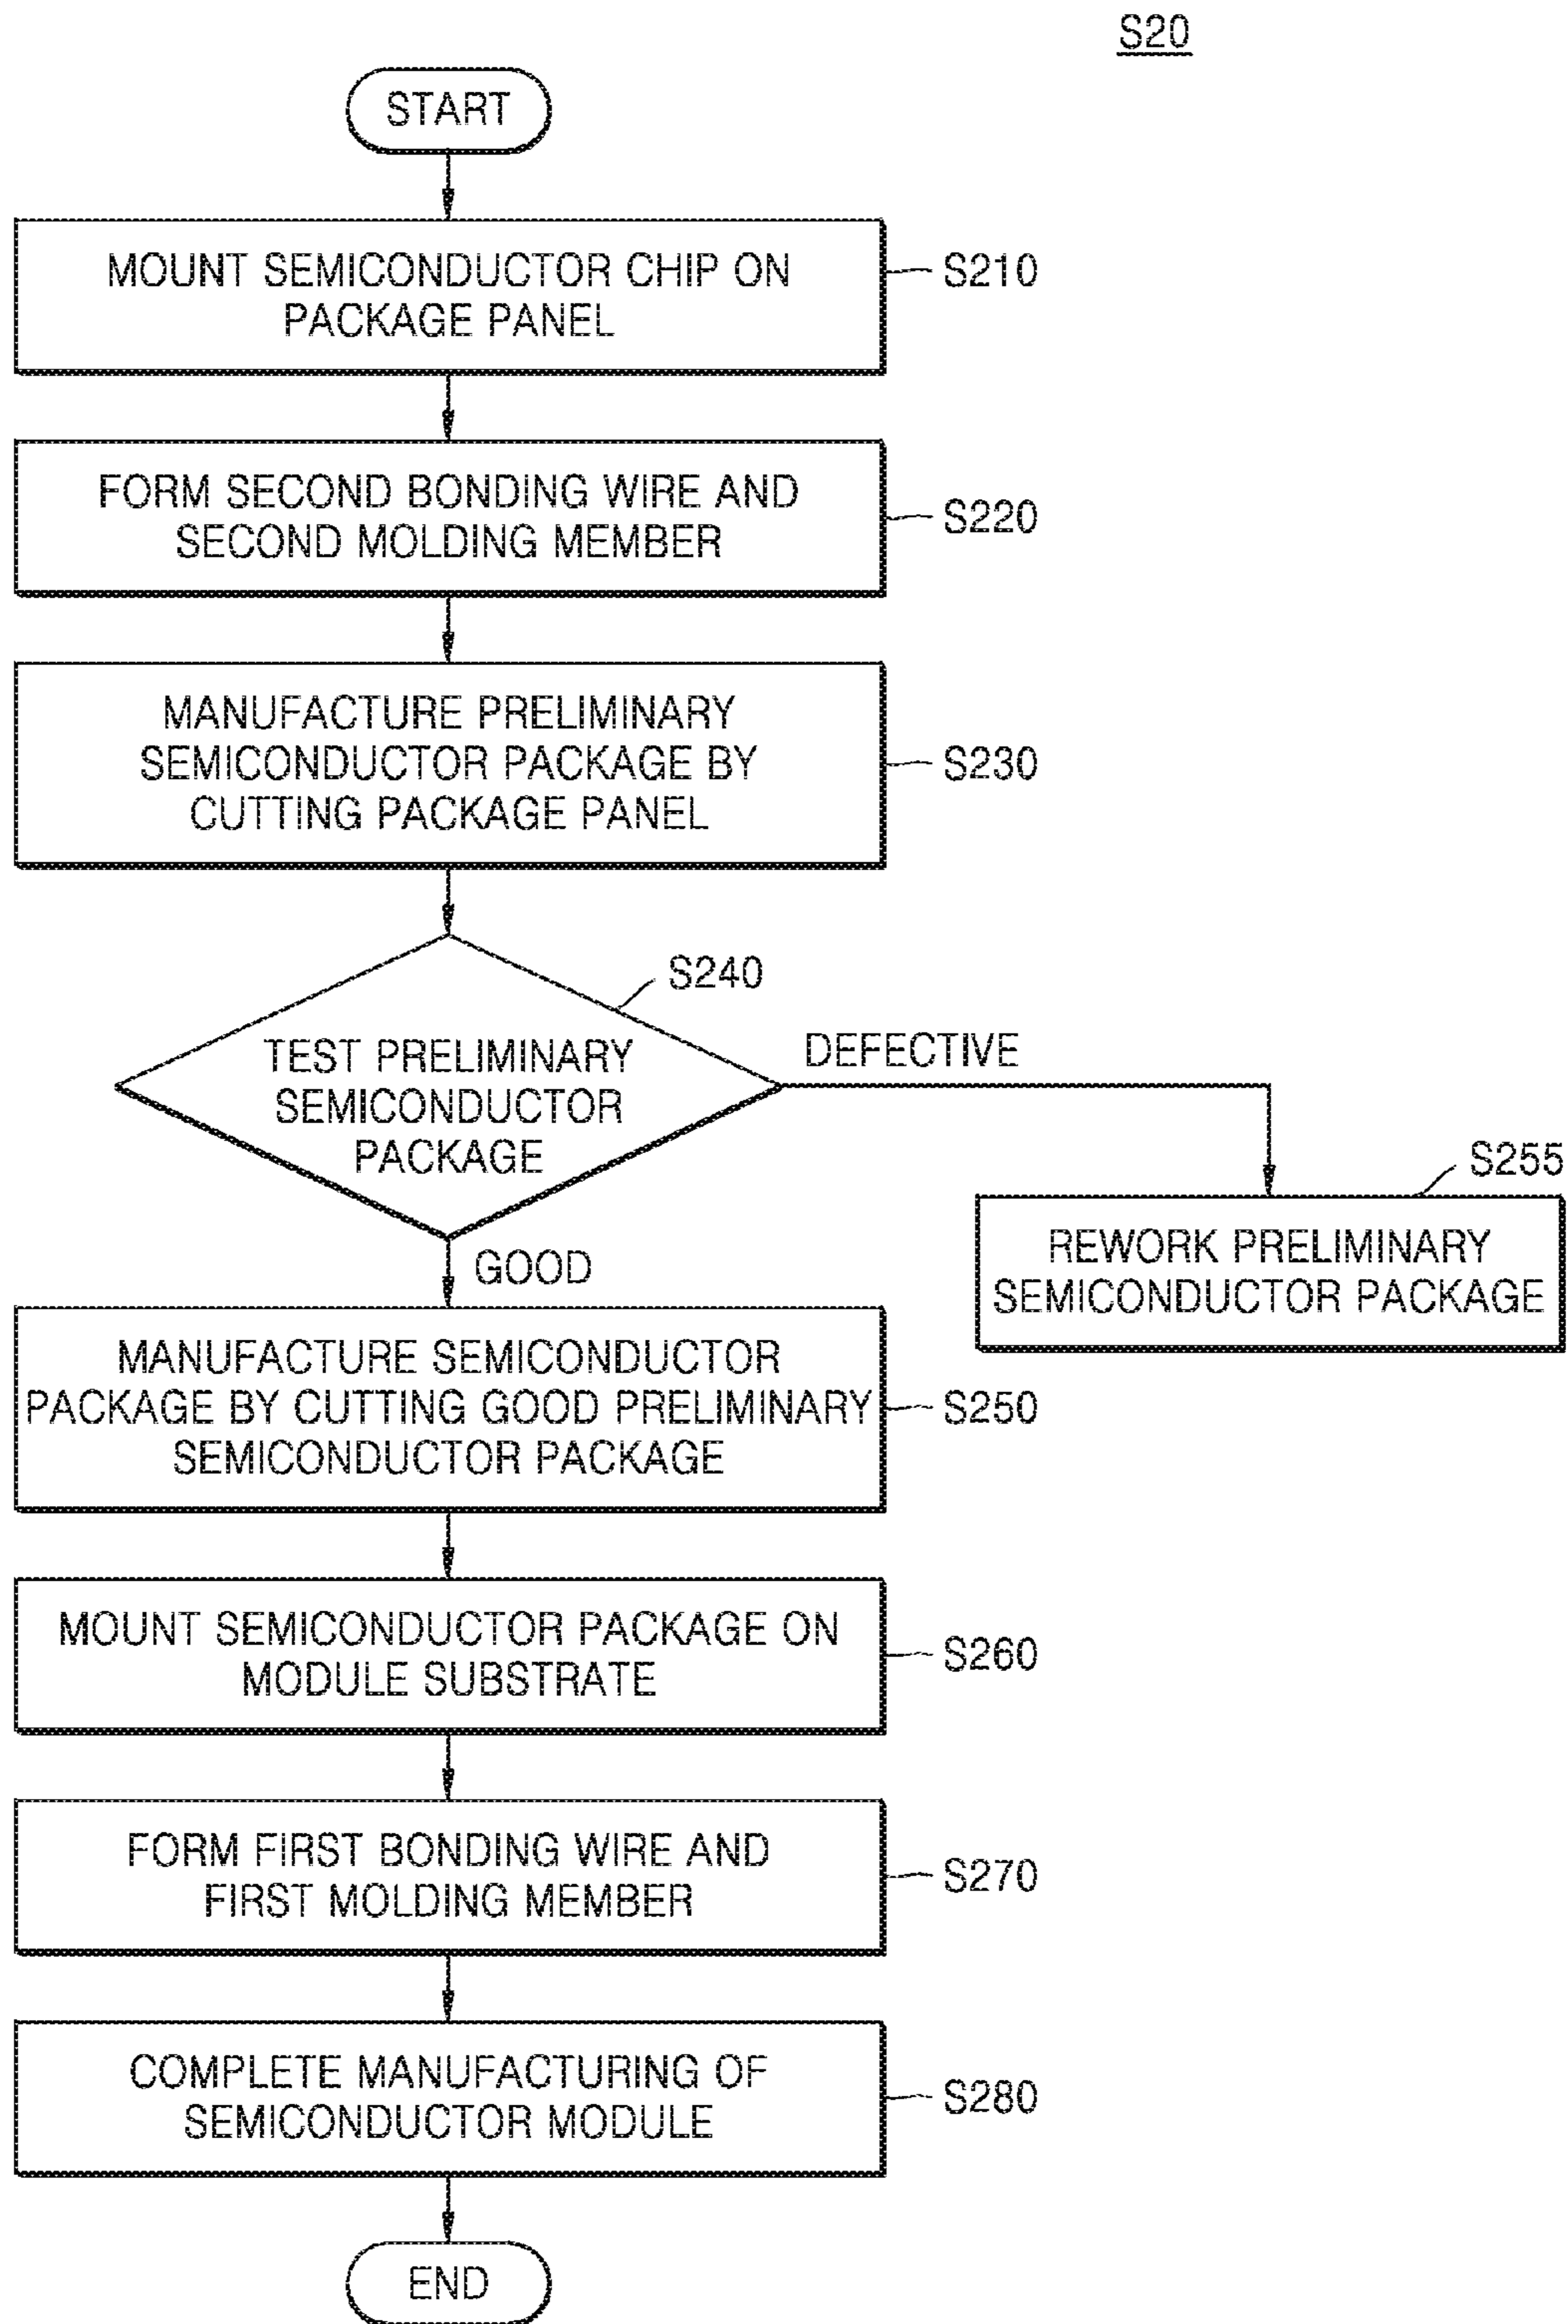 S20
START
MOUNT SEMICONDUCTOR CHIP ON
PACKAGE PANEL
S210
FORM SECOND BONDING WIRE AND
SECOND MOLDING MEMBER
S220
MANUFACTURE PRELIMINARY
SEMICONDUCTOR PACKAGE BY
CUTTING PACKAGE PANEL
S230
S240
TEST PRELIMINARY
SEMICONDUCTOR
PACKAGE
DEFECTIVE
S255
REWORK PRELIMINARY
SEMICONDUCTOR PACKAGE
GOOD
MANUFACTURE SEMICONDUCTOR
PACKAGE BY CUTTING GOOD PRELIMINARY
SEMICONDUCTOR PACKAGE
S250
MOUNT SEMICONDUCTOR PACKAGE ON
MODULE SUBSTRATE
S260
FORM FIRST BONDING WIRE AND
FIRST MOLDING MEMBER
S270
COMPLETE MANUFACTURING OF
SEMICONDUCTOR MODULE
S280
END